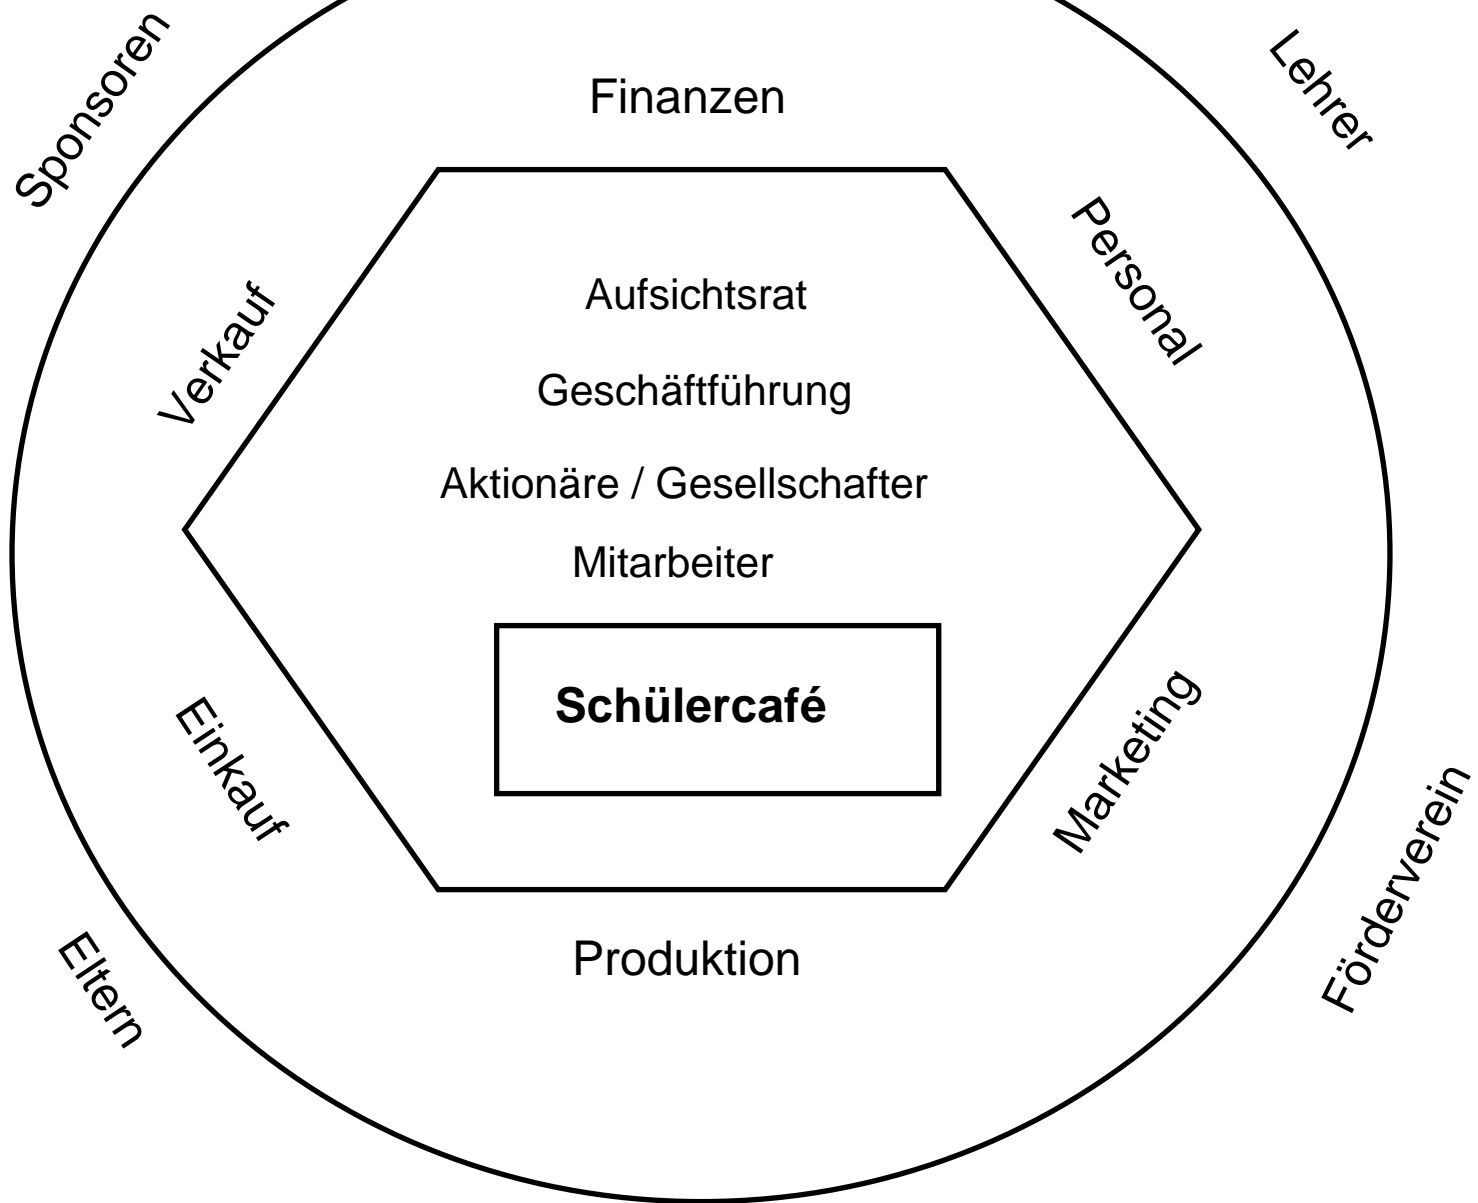 Sponsoren
Lehrer
Finanzen
Personal
Verkauf
Aufsichtsrat
Geschäftführung
Aktionäre / Gesellschafter
Mitarbeiter
Schülercafé
Einkauf
Marketing
Förderverein
Eltern
Produktion